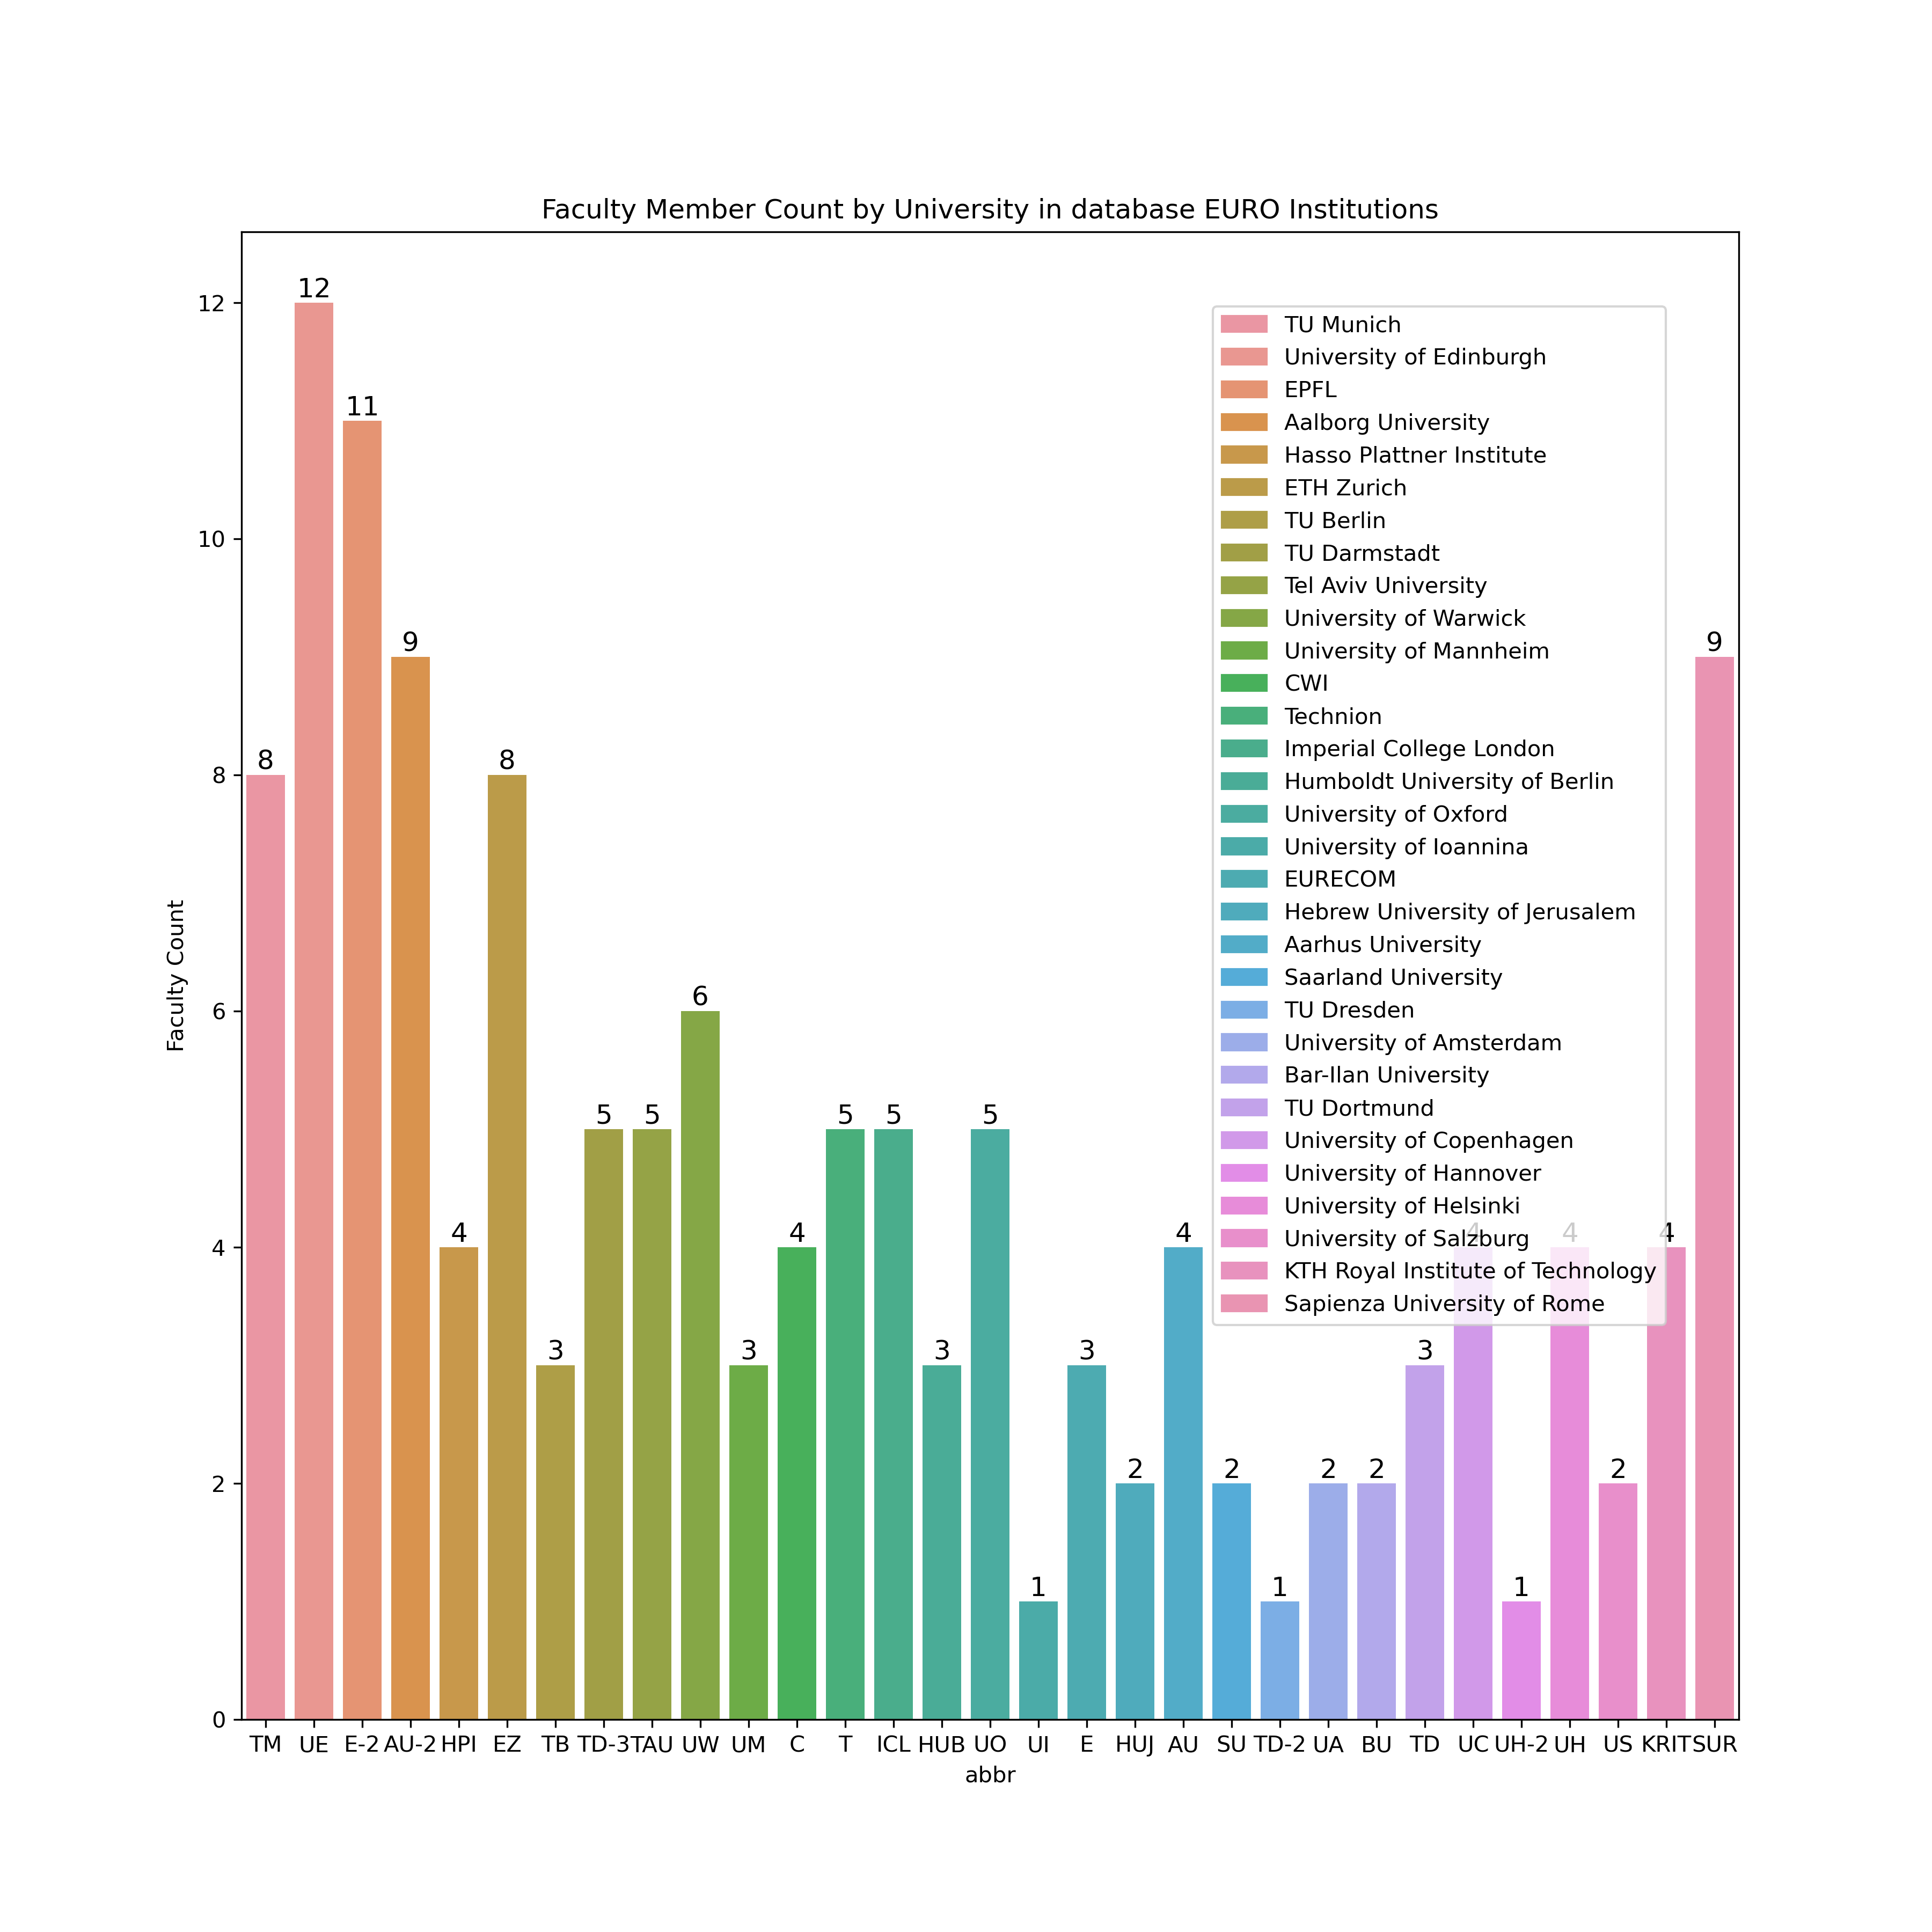 Faculty Member Count by University in database EURO Institutions
12
10
8
6
4
2
0
Faculty Count
8
12
11
9
4
8
3
5
5
6
3
4
5
5
3
5
1
3
2
4
2
1
2
2
3
4
1
4
2
4
9
TU Munich
University of Edinburgh
EPFL
Aalborg University
Hasso Plattner Institute
ETH Zurich
TU Berlin
TU Darmstadt
Tel Aviv University
University of Warwick
University of Mannheim
CWI
Technion
Imperial College London
Humboldt University of Berlin
University of Oxford
University of Ioannina
EURECOM
Hebrew University of Jerusalem
Aarhus University
Saarland University
TU Dresden
University of Amsterdam
Bar-Ilan University
TU Dortmund
University of Copenhagen
University of Hannover
University of Helsinki
University of Salzburg
KTH Royal Institute of Technology
Sapienza University of Rome
TM UE E-2 AU-2 HPI EZ TB TD-3 TAU UW UM C T ICL HUB UO UI E HUJ AU SU TD-2 UA BU TD UC UH-2 UH US KRIT SUR
abbr